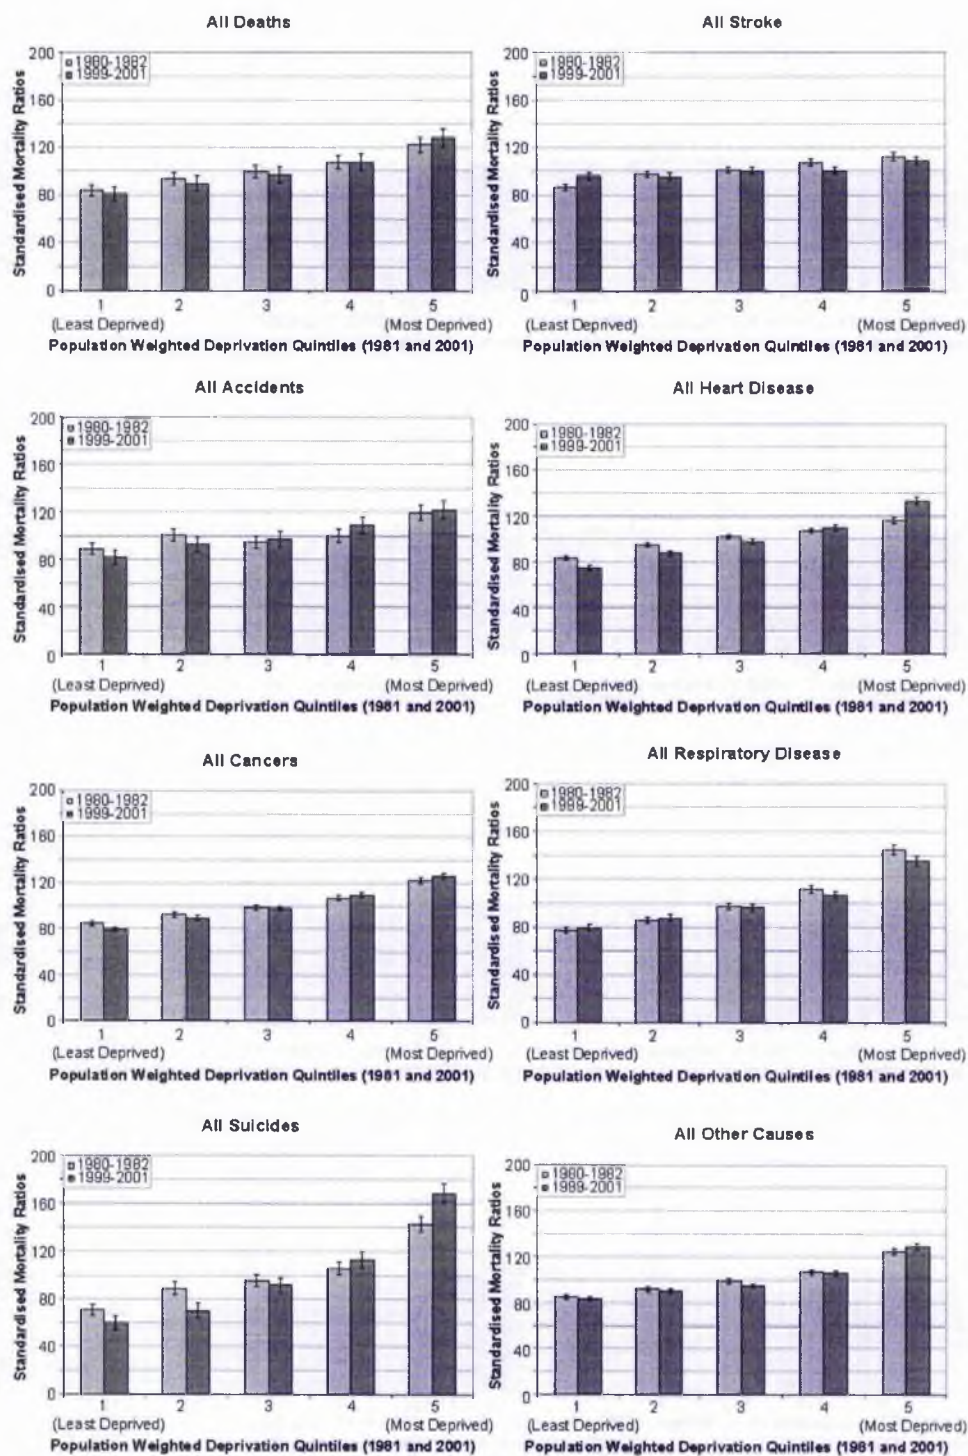 All Deaths
Standardised Mortality Ratios
200
160
120
80
40
0
1980-1982
1999-2001
1 2 3 4 5
(Least Deprived) (Most Deprived)
Population Weighted Deprivation Quintiles (1981 and 2001)
All Stroke
Standardised Mortality Ratios
200
160
120
80
40
0
1980-1982
1999-2001
1 2 3 4 5
(Least Deprived) (Most Deprived)
Population Weighted Deprivation Quintiles (1981 and 2001)
All Accidents
Standardised Mortality Ratios
200
160
120
80
40
0
1980-1982
1999-2001
1 2 3 4 5
(Least Deprived) (Most Deprived)
Population Weighted Deprivation Quintiles (1981 and 2001)
All Heart Disease
Standardised Mortality Ratios
200
160
120
80
40
0
1980-1982
1999-2001
1 2 3 4 5
(Least Deprived) (Most Deprived)
Population Weighted Deprivation Quintiles (1981 and 2001)
All Cancers
Standardised Mortality Ratios
200
160
120
80
40
0
1980-1982
1999-2001
1 2 3 4 5
(Least Deprived) (Most Deprived)
Population Weighted Deprivation Quintiles (1981 and 2001)
All Respiratory Disease
Standardised Mortality Ratios
200
160
120
80
40
0
1980-1982
1999-2001
1 2 3 4 5
(Least Deprived) (Most Deprived)
Population Weighted Deprivation Quintiles (1981 and 2001)
All Suicides
Standardised Mortality Ratios
200
160
120
80
40
0
1980-1982
1999-2001
1 2 3 4 5
(Least Deprived) (Most Deprived)
Population Weighted Deprivation Quintiles (1981 and 2001)
All Other Causes
Standardised Mortality Ratios
200
160
120
80
40
0
1980-1982
1999-2001
1 2 3 4 5
(Least Deprived) (Most Deprived)
Population Weighted Deprivation Quintiles (1981 and 2001)